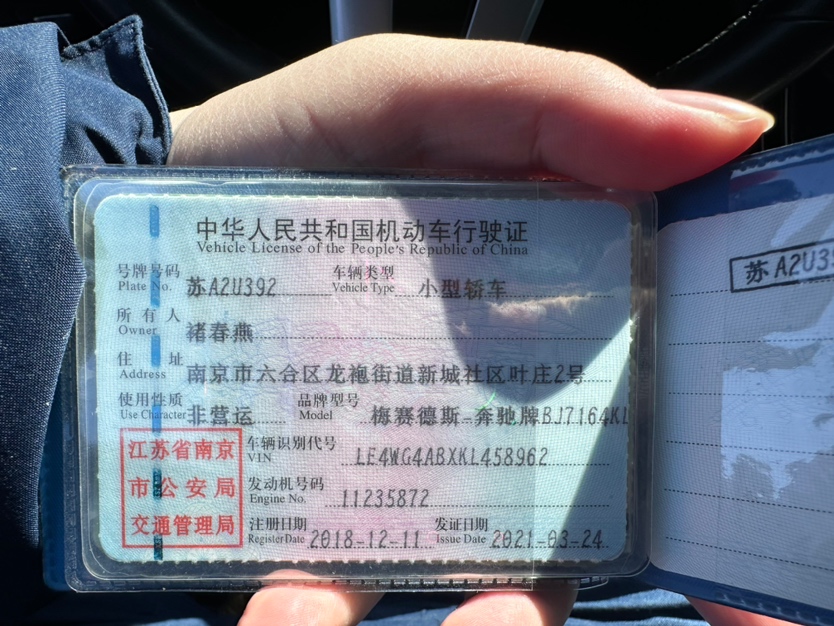 中华人民共和国机动车行驶证
Vehicle License of the People's Republic of China
号牌号码 苏A2U392 车辆类型 小型轿车
Plate No. Vehicle Type
所有人 褚春燕
Owner
住址 南京市六合区龙袍街道新城社区叶庄2号
Address
使用性质 非营运 品牌型号 梅赛德斯-奔驰牌BJ7164KL
Use Character Model
江苏省南京
市公安局
交通管理局
车辆识别代号 LE4WG4ABXKL458962
VIN
发动机号码 11235872
Engine No.
注册日期 2018-12-11 发证日期 2021-03-24
Register Date Issue Date
苏A2U39